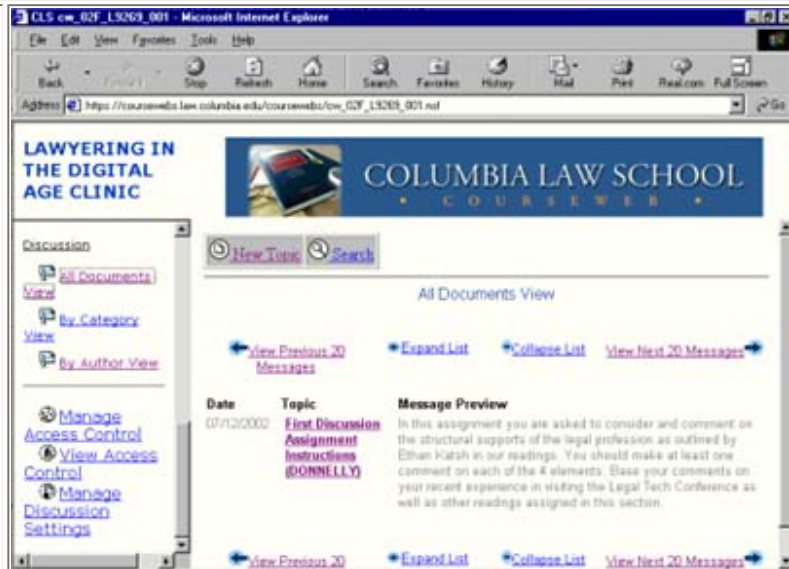 CLS cw_02F_L9269_001 - Microsoft Internet Explorer
File Edit View Favorites Tools Help
Back Forward Stop Refresh Home Search Favorites History Mail Print Real.com Full Screen
Address https://coursewebs.law.columbia.edu/coursewebs/cw_02F_L9269_001.nsf Go
LAWYERING IN
THE DIGITAL
AGE CLINIC
COLUMBIA LAW SCHOOL
COURSEWEB
Discussion
All Documents
View
By Category
View
By Author View
Manage
Access Control
View Access
Control
Manage
Discussion
Settings
New Topic Search
All Documents View
View Previous 20
Messages
Expand List Collapse List View Next 20 Messages
Date Topic Message Preview
07/12/2002 First Discussion
Assignment
Instructions
(DONNELLY)
In this assignment you are asked to consider and comment on
the structural supports of the legal profession as outlined by
Ethan Katsh in our readings. You should make at least one
comment on each of the 4 elements. Base your comments on
your recent experience in visiting the Legal Tech Conference as
well as other readings assigned in this section.
View Previous 20 Expand List Collapse List View Next 20 Messages